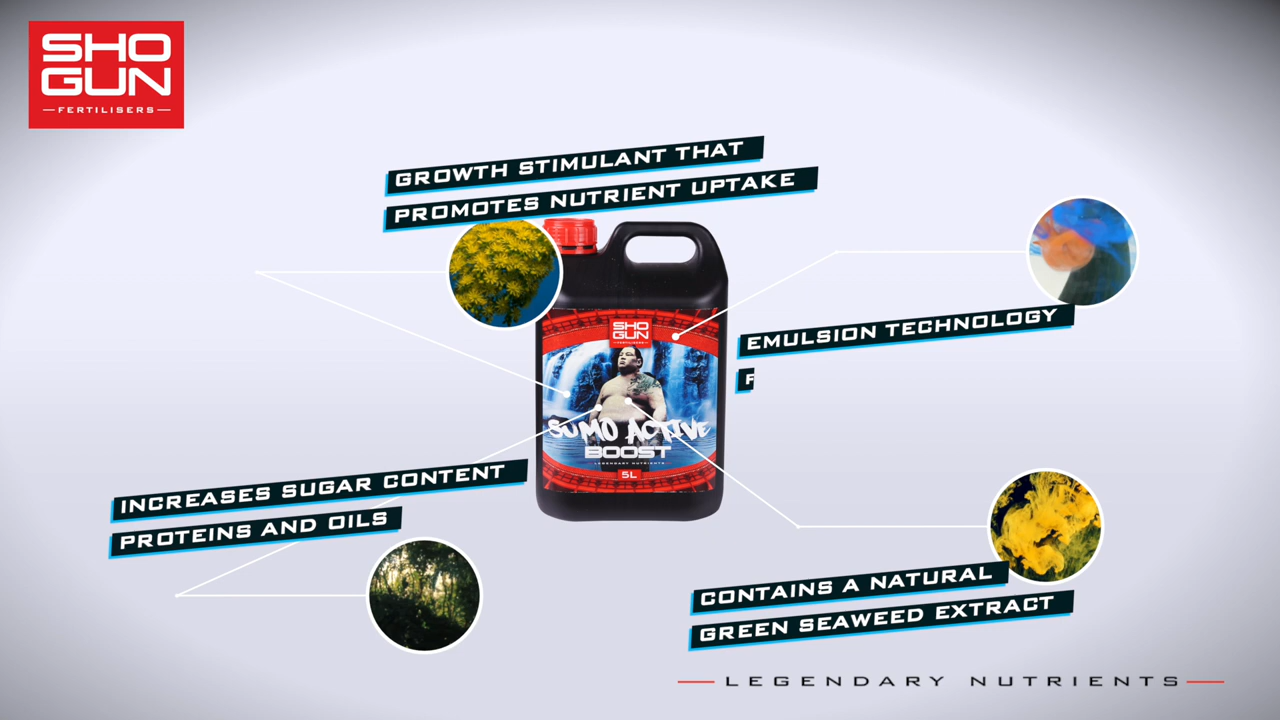 SHO
GUN
FERTILISERS
GROWTH STIMULANT THAT
PROMOTES NUTRIENT UPTAKE
EMULSION TECHNOLOGY
F
SHO
GUN
FERTILISERS
SUMO ACTIVE
BOOST
LEGENDARY NUTRIENTS
5L
INCREASES SUGAR CONTENT
PROTEINS AND OILS
CONTAINS A NATURAL
GREEN SEAWEED EXTRACT
LEGENDARY NUTRIENTS